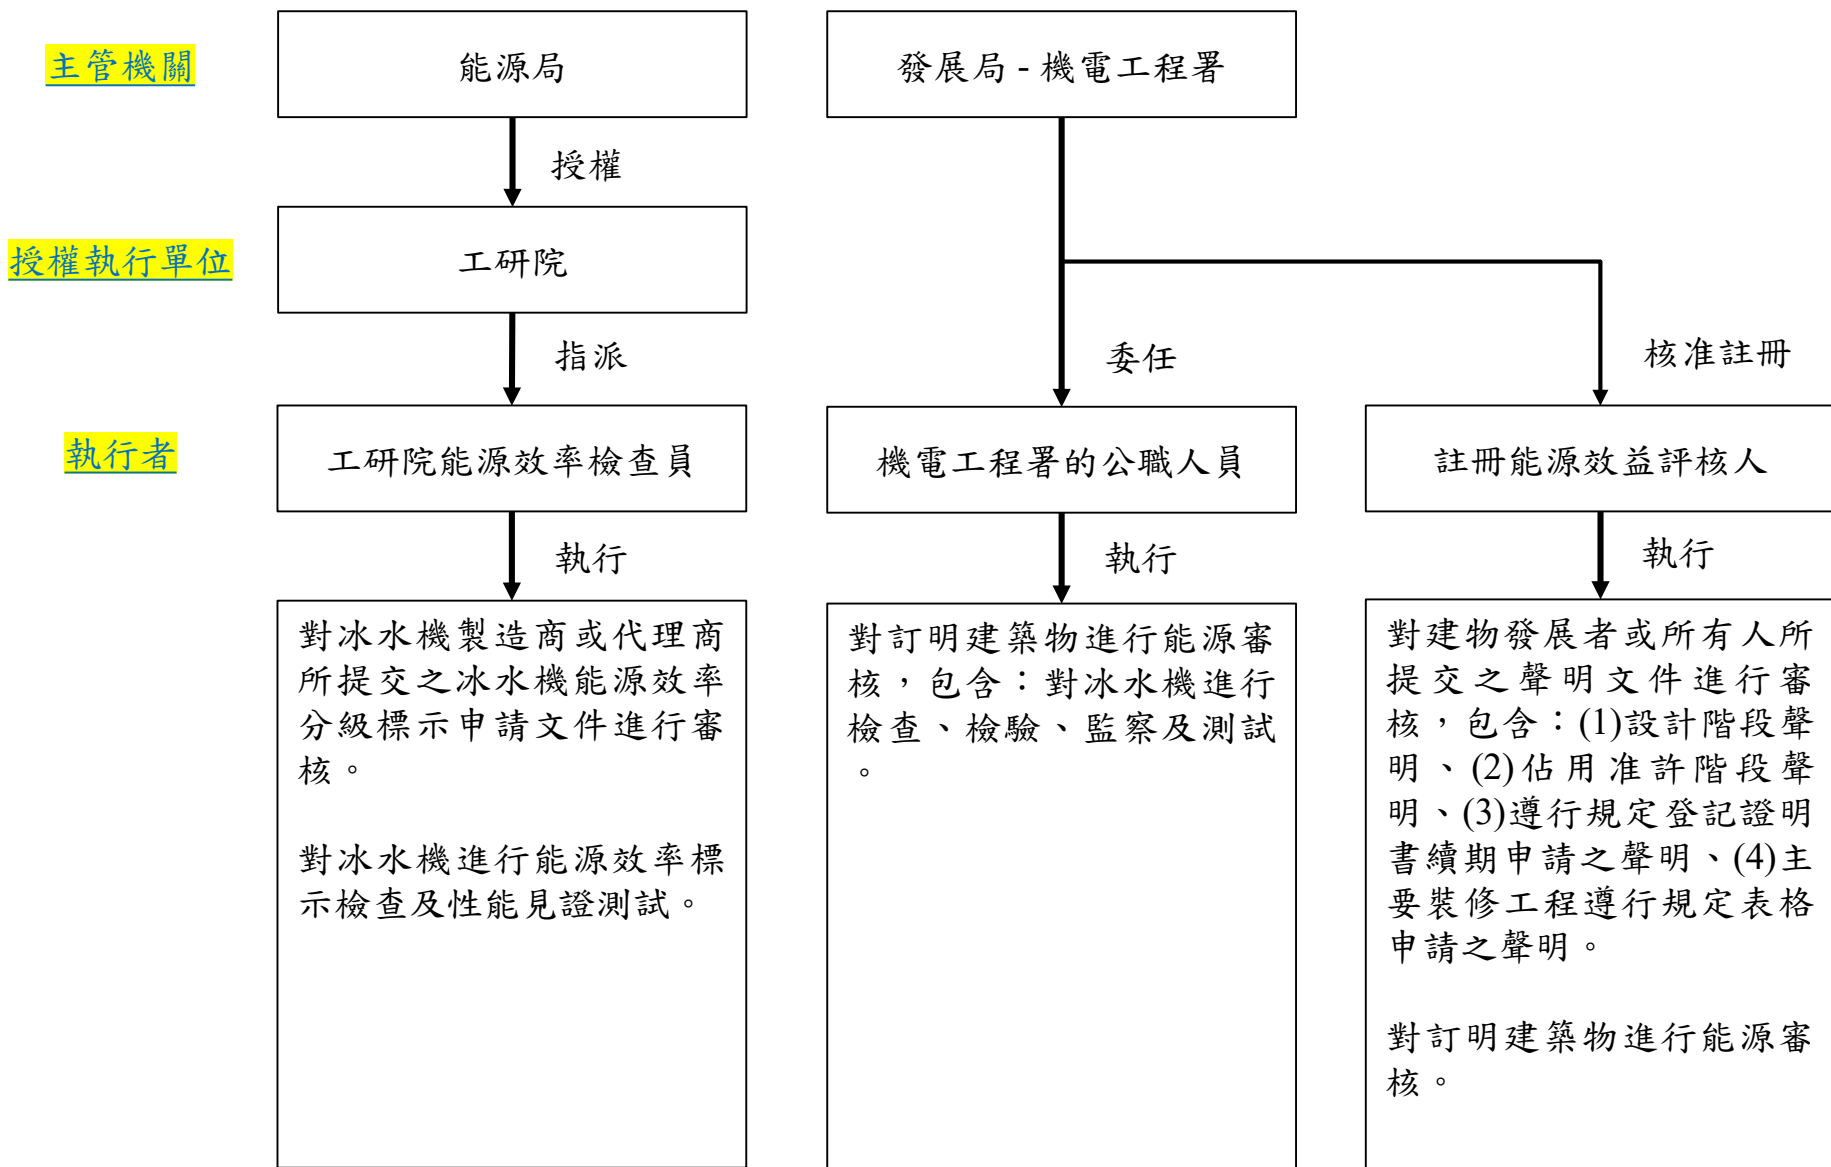 主管機關
能源局
發展局 - 機電工程署
授權
授權執行單位
工研院
指派
委任
核准註冊
執行者
工研院能源效率檢查員
機電工程署的公職人員
註冊能源效益評核人
執行
執行
執行
對冰水機製造商或代理商
所提交之冰水機能源效率
分級標示申請文件進行審
核。
對冰水機進行能源效率標
示檢查及性能見證測試。
對訂明建築物進行能源審
核，包含：對冰水機進行
檢查、檢驗、監察及測試
。
對建物發展者或所有人所
提交之聲明文件進行審
核，包含：(1)設計階段聲
明、(2)佔用准許階段聲
明、(3)遵行規定登記證明
書續期申請之聲明、(4)主
要裝修工程遵行規定表格
申請之聲明。
對訂明建築物進行能源審
核。